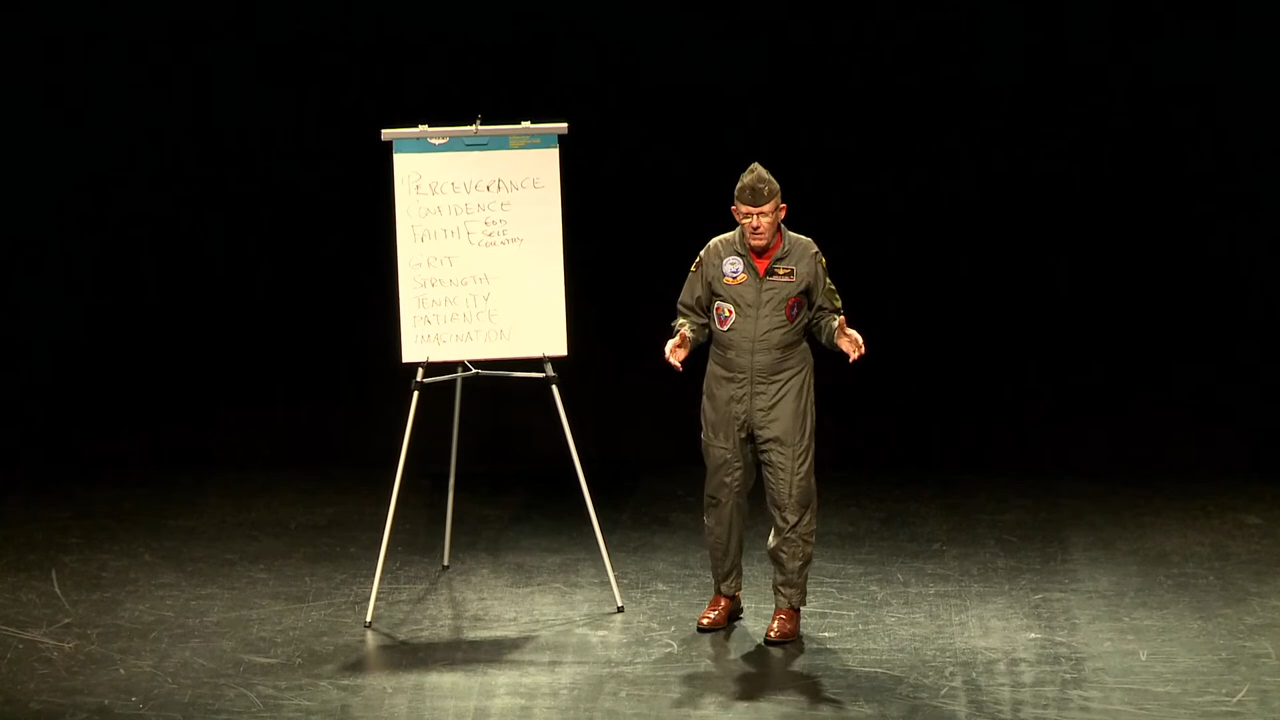 PERCEVERANCE
CONFIDENCE
FAITH GOD
SELF
COUNTRY
GRIT
STRENGTH
TENACITY
PATIENCE
IMAGINATION